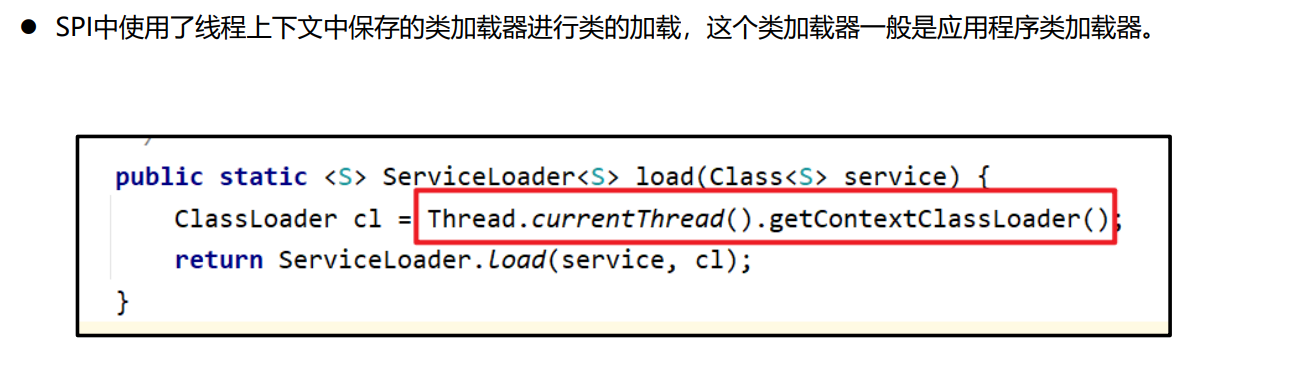 ● SPI中使用了线程上下文中保存的类加载器进行类的加载，这个类加载器一般是应用程序类加载器。
public static <S> ServiceLoader<S> load(Class<S> service) {
ClassLoader cl = Thread.currentThread().getContextClassLoader();
return ServiceLoader.load(service, cl);
}